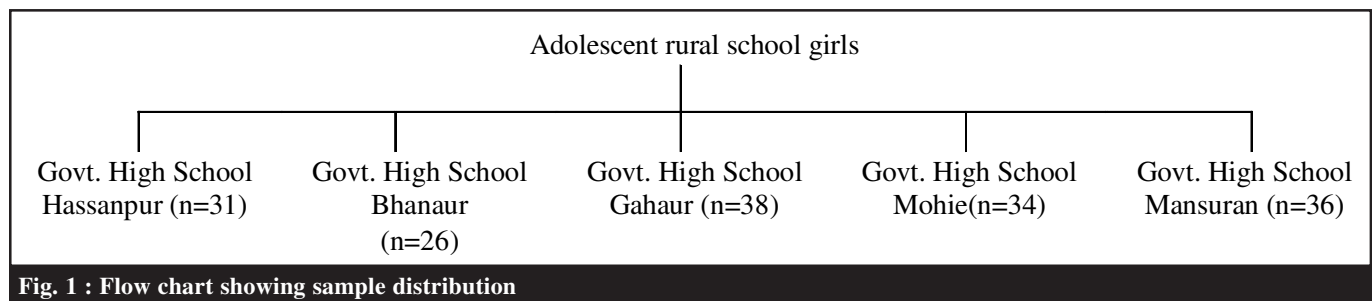 Adolescent rural school girls
Govt. High School
Hassanpur (n=31)
Govt. High School
Bhanaur
(n=26)
Govt. High School
Gahaur (n=38)
Govt. High School
Mohie(n=34)
Govt. High School
Mansuran (n=36)
Fig. 1 : Flow chart showing sample distribution